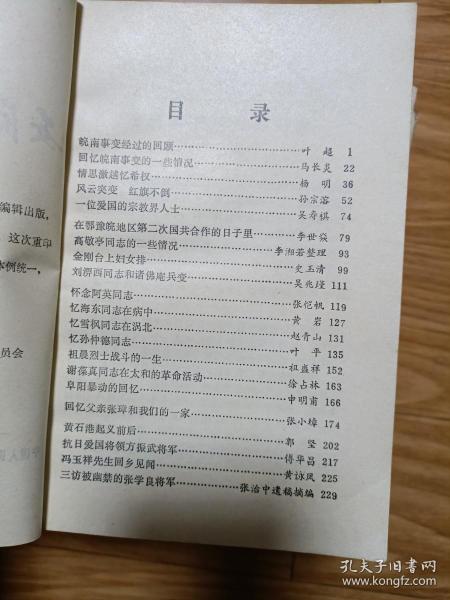 编辑出版,
这次重印
体例统一,
员会
目 录
皖南事变经过的回顾 叶 超 1
回忆皖南事变的一些情况 马长炎 22
情思激越忆希权 杨 明 36
风云突变 红旗不倒 孙宗溶 52
一位爱国的宗教界人士 吴寿祺 74
在鄂豫皖地区第二次国共合作的日子里 李世焱 79
高敬亭同志的一些情况 李湘若整理 93
金刚台上妇女排 史玉清 99
刘淠西同志和诸佛庵兵变 吴兆瑾 111
怀念阿英同志 张恺帆 119
忆海东同志在病中 黄 岩 127
忆雪枫同志在涡北 赵青山 131
忆孙仲德同志 叶 平 135
祖晨烈士战斗的一生 祖盎祥 152
谢葆真同志在太和的革命活动 徐占林 163
阜阳暴动的回忆 申明甫 166
回忆父亲张璋和我们的一家 张小樟 174
黄石港起义前后 郭 坚 202
抗日爱国将领方振武将军 傅华昌 217
冯玉祥先生回乡见闻 黄詠凤 225
三访被幽禁的张学良将军 张治中遗稿摘编 229
孔夫子旧书网
www.kongfz.com